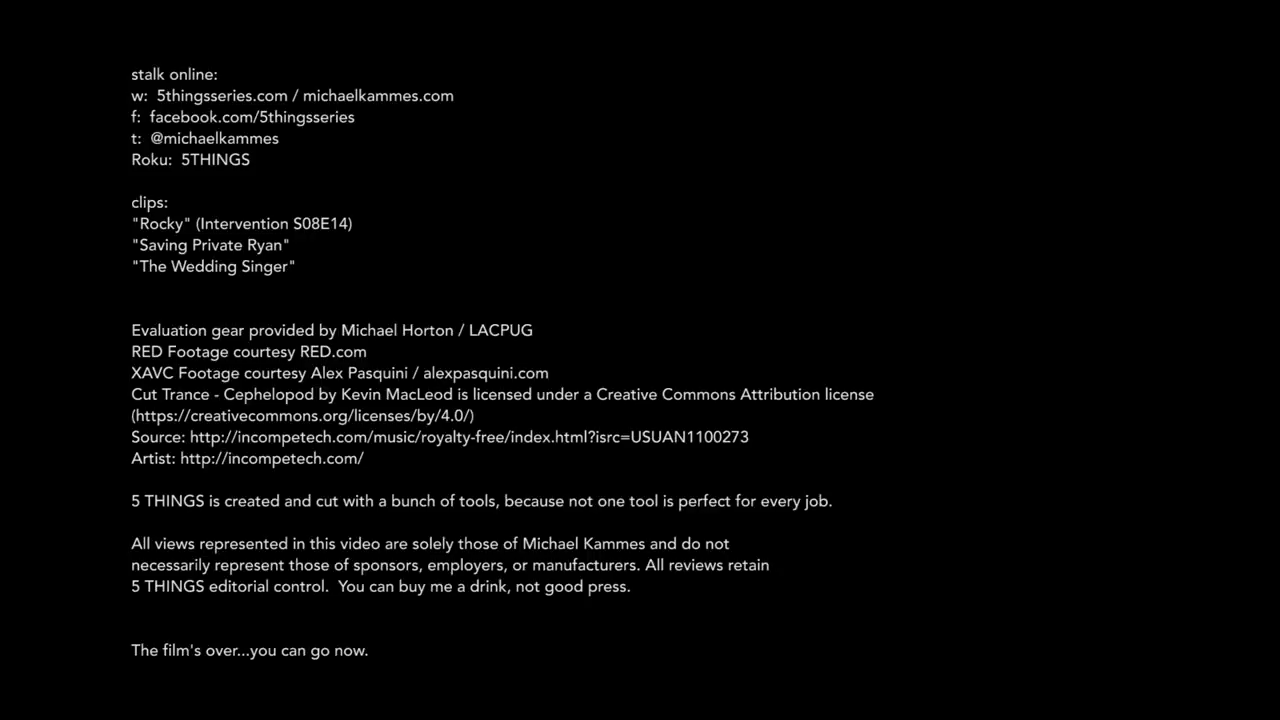 stalk online:
w:  5thingsseries.com / michaelkammes.com
f:  facebook.com/5thingsseries
t:  @michaelkammes
Roku:  5THINGS
clips:
"Rocky" (Intervention S08E14)
"Saving Private Ryan"
"The Wedding Singer"
Evaluation gear provided by Michael Horton / LACPUG
RED Footage courtesy RED.com
XAVC Footage courtesy Alex Pasquini / alexpasquini.com
Cut Trance - Cephelopod by Kevin MacLeod is licensed under a Creative Commons Attribution license
(https://creativecommons.org/licenses/by/4.0/)
Source: http://incompetech.com/music/royalty-free/index.html?isrc=USUAN1100273
Artist: http://incompetech.com/
5 THINGS is created and cut with a bunch of tools, because not one tool is perfect for every job.
All views represented in this video are solely those of Michael Kammes and do not
necessarily represent those of sponsors, employers, or manufacturers. All reviews retain
5 THINGS editorial control.  You can buy me a drink, not good press.
The film's over...you can go now.